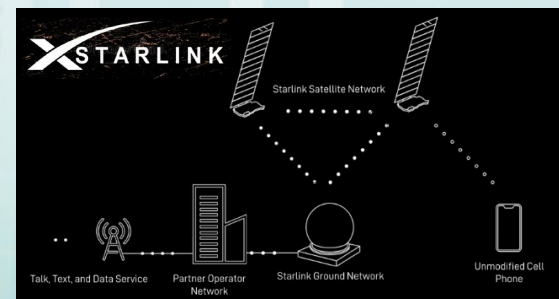 STARLINK
Starlink Satellite Network
Talk, Text, and Data Service
Partner Operator
Network
Starlink Ground Network
Unmodified Cell
Phone